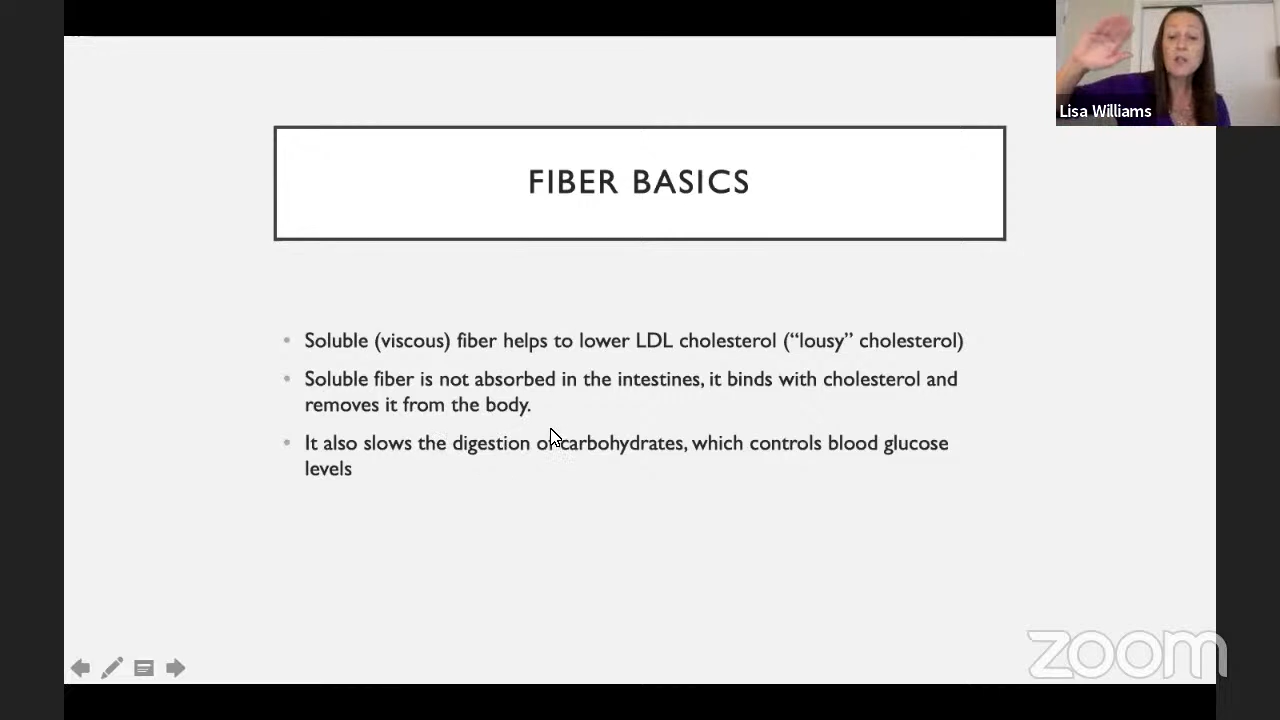 Lisa Williams
FIBER BASICS
• Soluble (viscous) fiber helps to lower LDL cholesterol (“lousy” cholesterol)
• Soluble fiber is not absorbed in the intestines, it binds with cholesterol and
removes it from the body.
• It also slows the digestion of carbohydrates, which controls blood glucose
levels
zoom